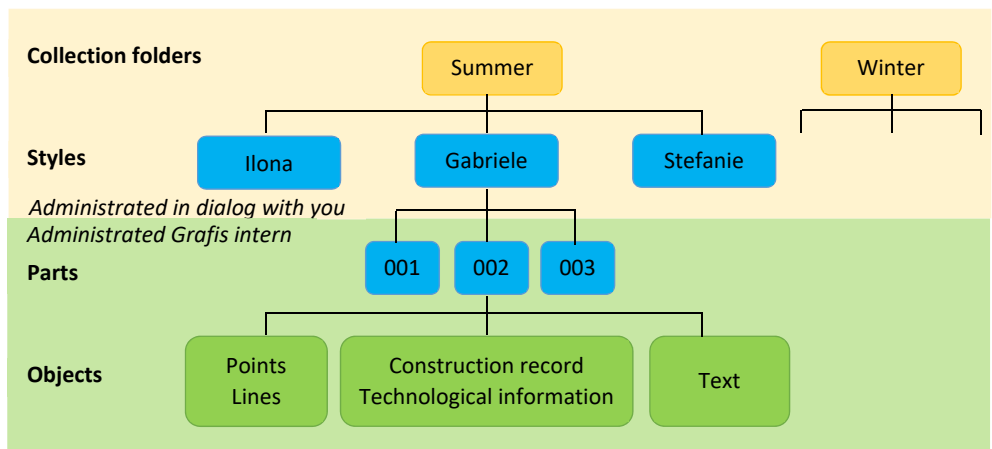 Collection folders
Summer
Winter
Styles
Ilona
Gabriele
Stefanie
Administrated in dialog with you
Administrated Grafis intern
Parts
001
002
003
Objects
Points
Lines
Construction record
Technological information
Text